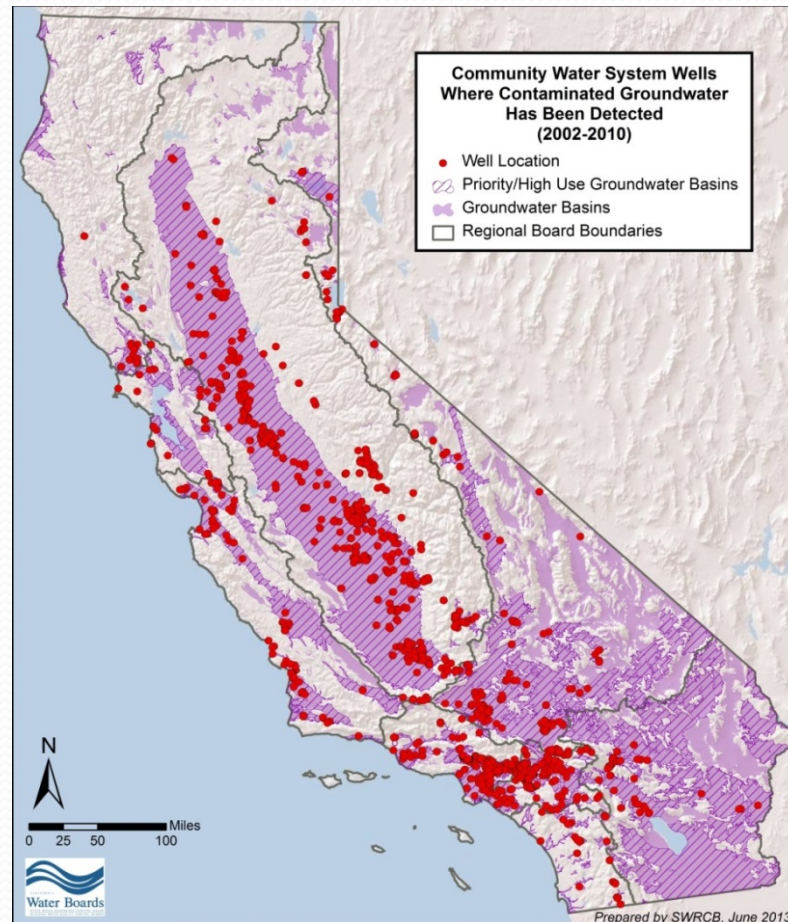 Community Water System Wells
Where Contaminated Groundwater
Has Been Detected
(2002-2010)
Well Location
Priority/High Use Groundwater Basins
Groundwater Basins
Regional Board Boundaries
N
Miles
0 25 50 100
Water Boards
Prepared by SWRCB, June 2013